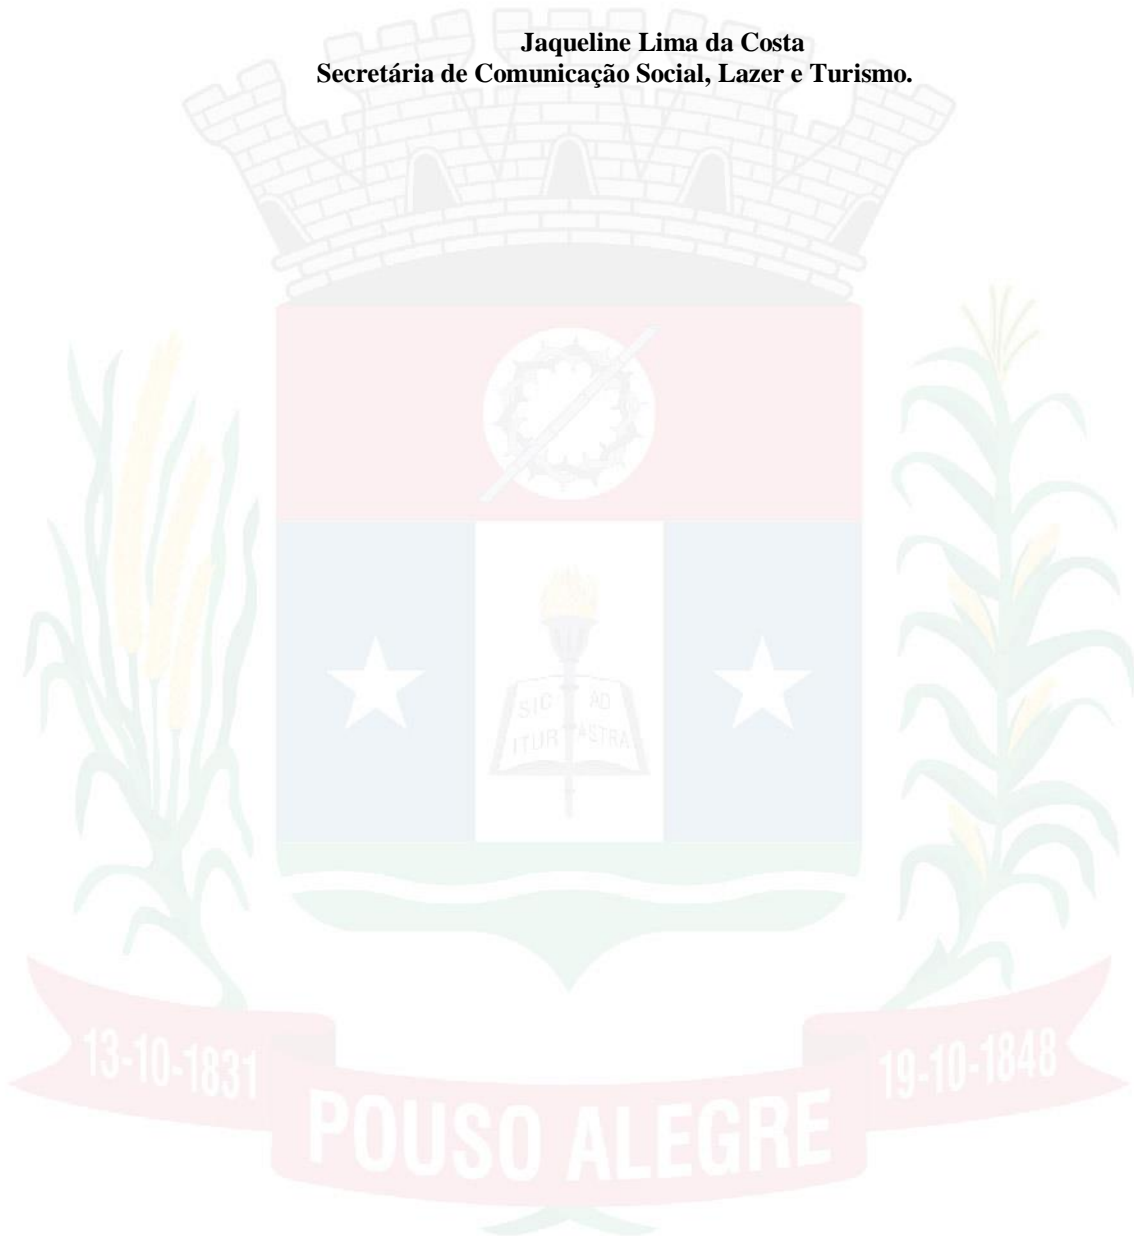 Jaqueline Lima da Costa
Secretária de Comunicação Social, Lazer e Turismo.
SIC AD
ITUR ASTRA
13-10-1831
19-10-1848
POUSO ALEGRE